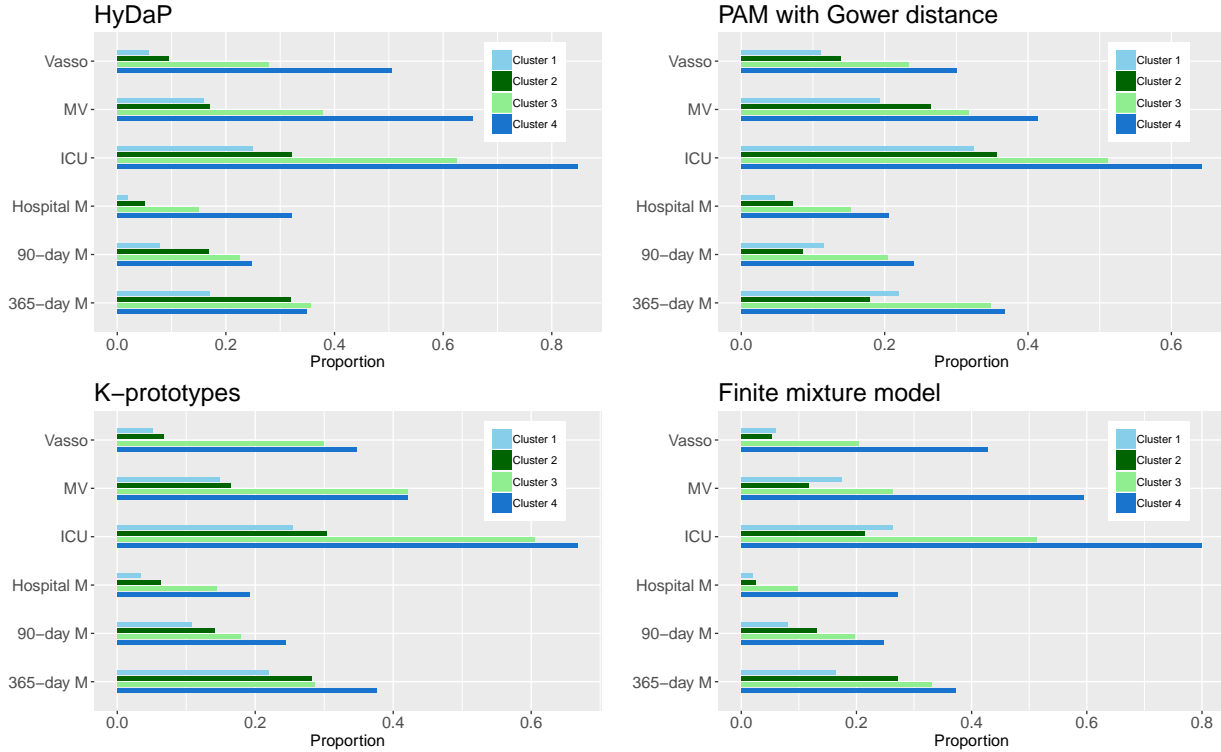 HyDaP
Vasso
MV
ICU
Hospital M
90−day M
365−day M
Cluster 1
Cluster 2
Cluster 3
Cluster 4
0.0 0.2 0.4 0.6 0.8
Proportion
PAM with Gower distance
Vasso
MV
ICU
Hospital M
90−day M
365−day M
Cluster 1
Cluster 2
Cluster 3
Cluster 4
0.0 0.2 0.4 0.6
Proportion
K−prototypes
Vasso
MV
ICU
Hospital M
90−day M
365−day M
Cluster 1
Cluster 2
Cluster 3
Cluster 4
0.0 0.2 0.4 0.6
Proportion
Finite mixture model
Vasso
MV
ICU
Hospital M
90−day M
365−day M
Cluster 1
Cluster 2
Cluster 3
Cluster 4
0.0 0.2 0.4 0.6 0.8
Proportion